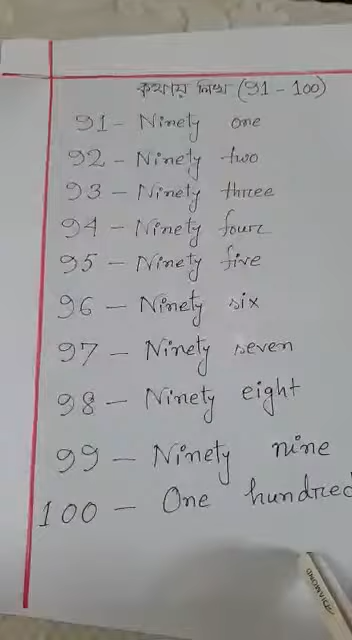 কথায় লিখ (91 - 100)
91 - Ninety one
92 - Ninety two
93 - Ninety three
94 - Ninety four
95 - Ninety five
96 - Ninety six
97 - Ninety seven
98 - Ninety eight
99 - Ninety nine
100 - One hundred
DIAMOND